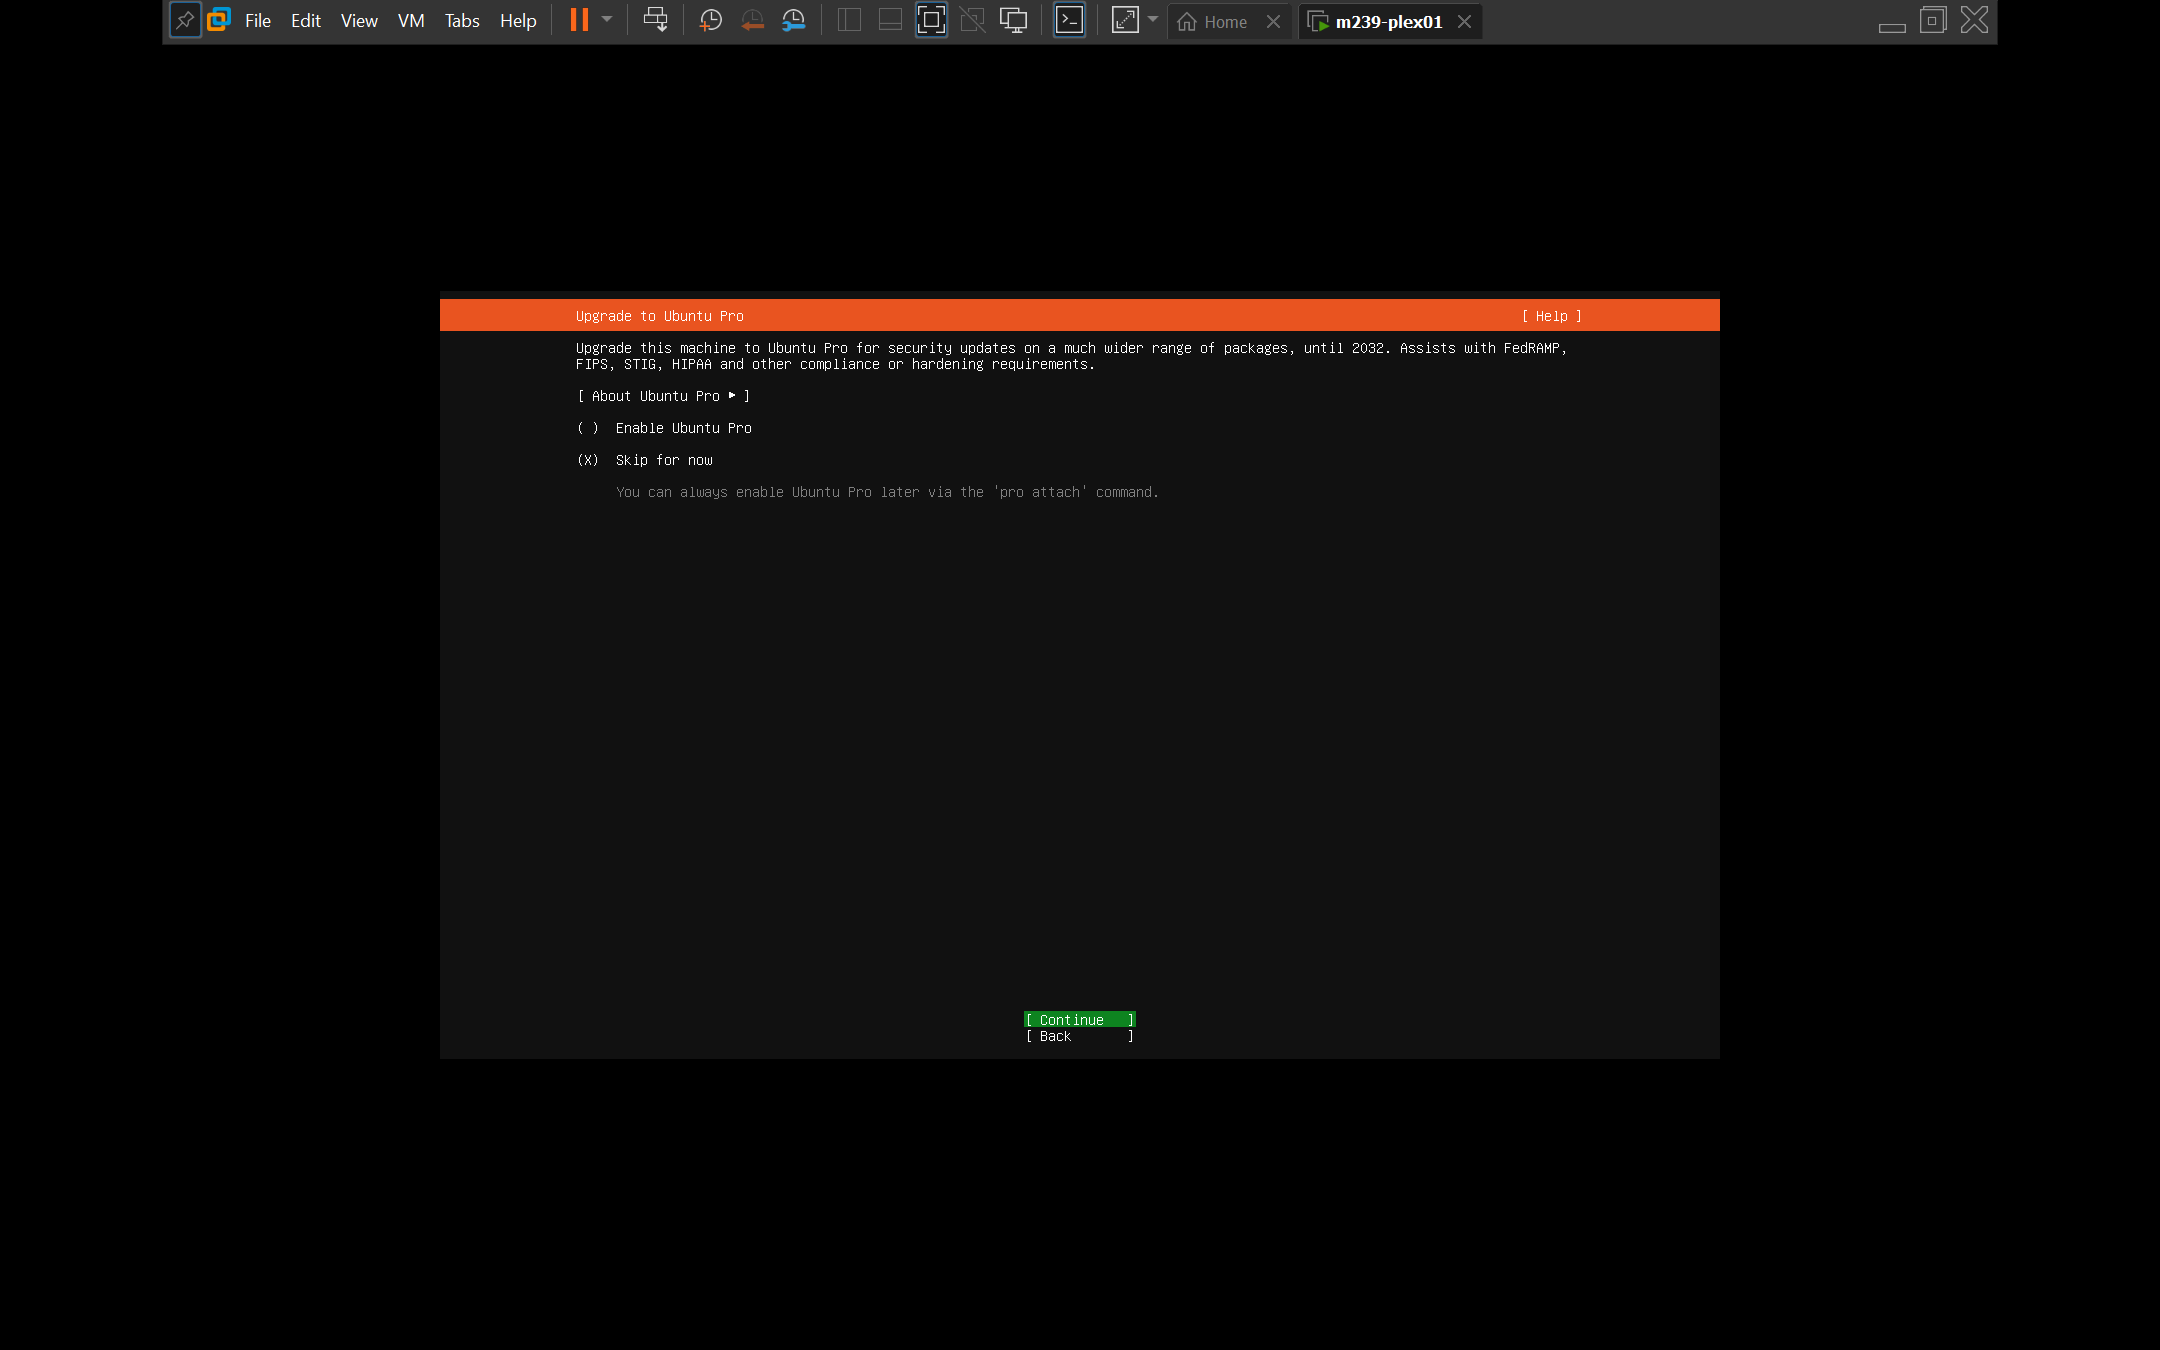 File Edit View VM Tabs Help Home m239-plex01
Upgrade to Ubuntu Pro [ Help ]
Upgrade this machine to Ubuntu Pro for security updates on a much wider range of packages, until 2032. Assists with FedRAMP,
FIPS, STIG, HIPAA and other compliance or hardening requirements.
[ About Ubuntu Pro ▸ ]
( ) Enable Ubuntu Pro
(X) Skip for now
You can always enable Ubuntu Pro later via the 'pro attach' command.
[ Continue ]
[ Back ]